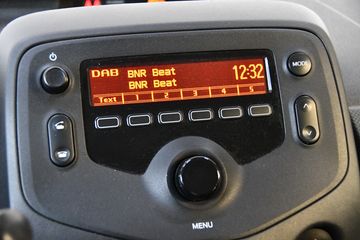 DAB BNR Beat 12:32
BNR Beat
Text 1 2 3 4 5
MODE
MENU